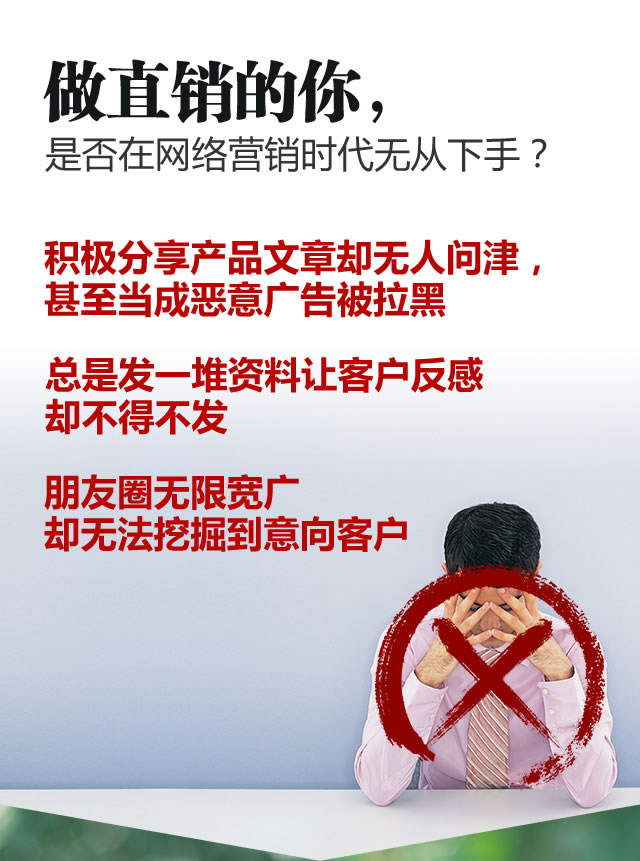 做直销的你，
是否在网络营销时代无从下手？
积极分享产品文章却无人问津，
甚至当成恶意广告被拉黑
总是发一堆资料让客户反感
却不得不发
朋友圈无限宽广
却无法挖掘到意向客户